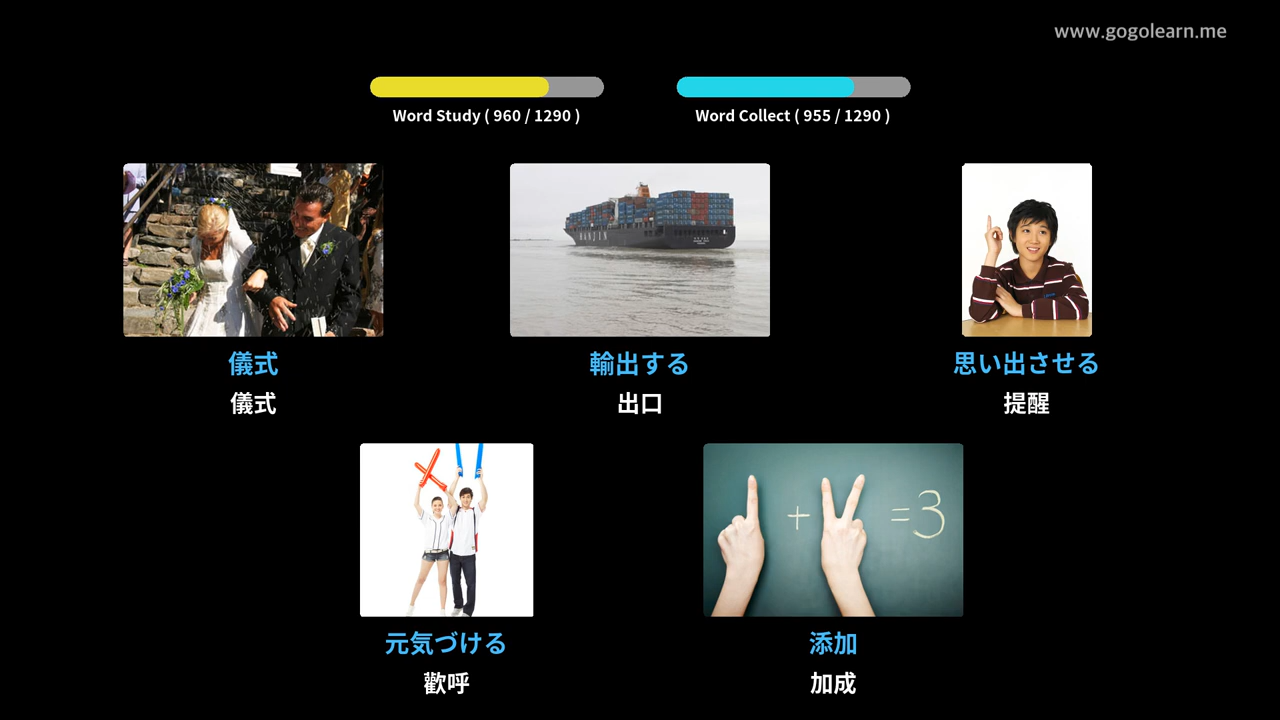 www.gogolearn.me
Word Study ( 960 / 1290 )
Word Collect ( 955 / 1290 )
HANJIN
儀式
輸出する
思い出させる
儀式
出口
提醒
+ =3
元気づける
添加
歡呼
加成